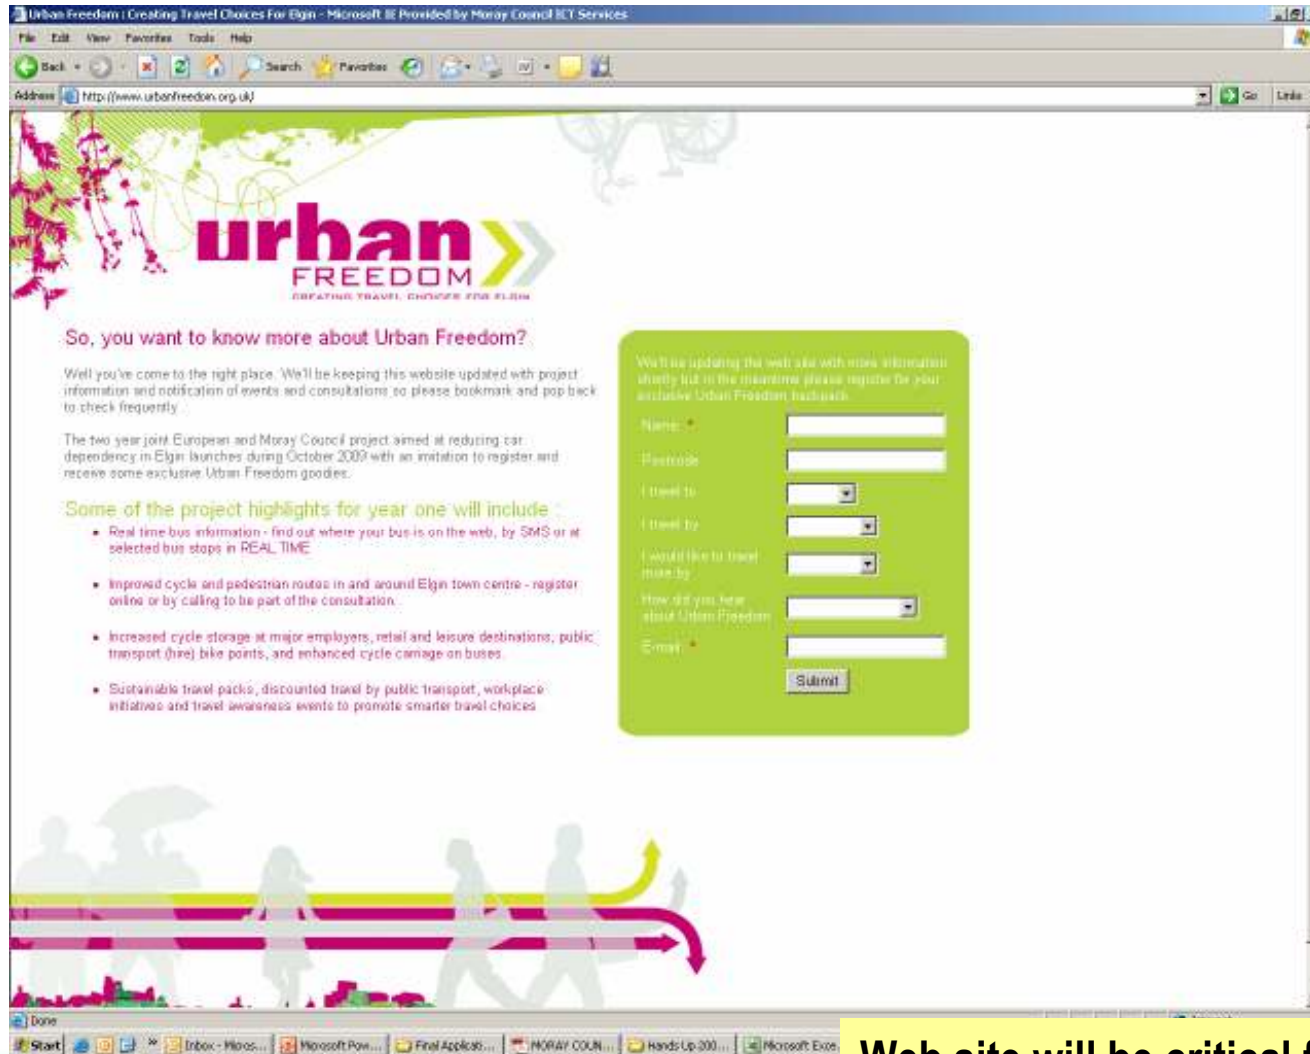 Urban Freedom : Creating Travel Choices For Elgin - Microsoft IE Provided by Moray Council ICT Services
File Edit View Favorites Tools Help
Back Search Favorites
Address http://www.urbanfreedom.org.uk/ Go Links
urban
FREEDOM
CREATING TRAVEL CHOICES FOR ELGIN
So, you want to know more about Urban Freedom?
Well you've come to the right place. We'll be keeping this website updated with project
information and notification of events and consultations so please bookmark and pop back
to check frequently.
The two year joint European and Moray Council project aimed at reducing car
dependency in Elgin launches during October 2009 with an invitation to register and
receive some exclusive Urban Freedom goodies.
Some of the project highlights for year one will include :
Real time bus information - find out where your bus is on the web, by SMS or at
selected bus stops in REAL TIME
Improved cycle and pedestrian routes in and around Elgin town centre - register
online or by calling to be part of the consultation.
Increased cycle storage at major employers, retail and leisure destinations, public
transport (hire) bike points, and enhanced cycle carriage on buses.
Sustainable travel packs, discounted travel by public transport, workplace
initiatives and travel awareness events to promote smarter travel choices
We'll be updating the web site with more information
shortly but in the meantime please register for your
exclusive Urban Freedom backpack.
Name: *
Postcode
I travel to
I travel by
I would like to travel
more by
How did you hear
about Urban Freedom
E-mail: *
Submit
Done
Start Inbox - Micros... Microsoft Pow... Final Applicati... MORAY COUN... Hands Up 200... Microsoft Exce...
Web site will be critical